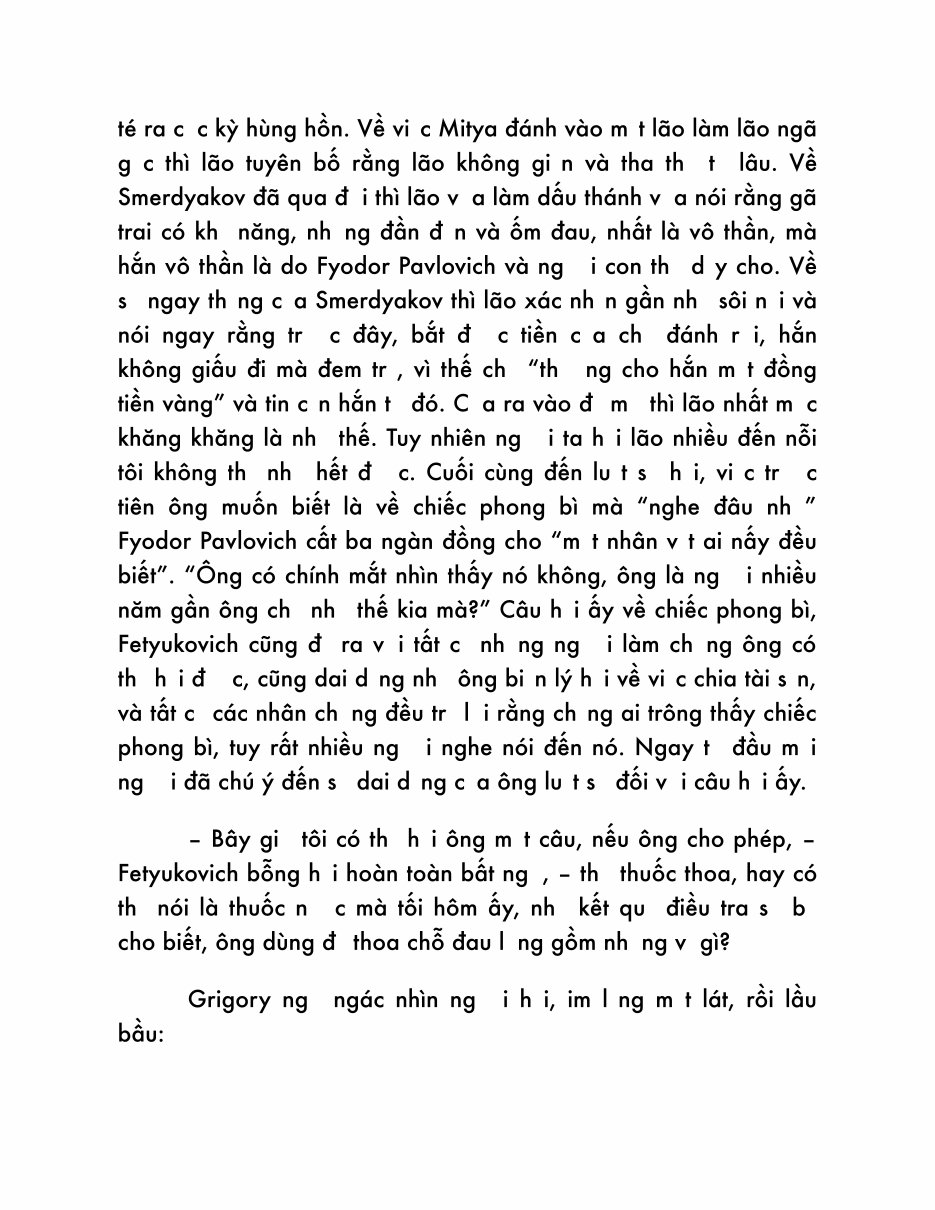 té ra c c kỳ hùng hồn. Về vi c Mitya đánh vào m t lão làm lão ngã
g c thì lão tuyên bố rằng lão không gi n và tha th t lâu. Về
Smerdyakov đã qua đ i thì lão v a làm dấu thánh v a nói rằng gã
trai có kh năng, nh ng đần đ n và ốm đau, nhất là vô thần, mà
hắn vô thần là do Fyodor Pavlovich và ng i con th d y cho. Về
s ngay th ng c a Smerdyakov thì lão xác nh n gần nh sôi n i và
nói ngay rằng tr c đây, bắt đ c tiền c a ch đánh r i, hắn
không giấu đi mà đem tr , vì thế ch “th ng cho hắn m t đồng
tiền vàng” và tin c n hắn t đó. C a ra vào đ m thì lão nhất m c
khăng khăng là nh thế. Tuy nhiên ng i ta h i lão nhiều đến nỗi
tôi không th nh hết đ c. Cuối cùng đến lu t s h i, vi c tr c
tiên ông muốn biết là về chiếc phong bì mà “nghe đâu nh ”
Fyodor Pavlovich cất ba ngàn đồng cho “m t nhân v t ai nấy đều
biết”. “Ông có chính mắt nhìn thấy nó không, ông là ng i nhiều
năm gần ông ch nh thế kia mà?” Câu h i ấy về chiếc phong bì,
Fetyukovich cũng đ ra v i tất c nh ng ng i làm ch ng ông có
th h i đ c, cũng dai d ng nh ông bi n lý h i về vi c chia tài s n,
và tất c các nhân ch ng đều tr l i rằng ch ng ai trông thấy chiếc
phong bì, tuy rất nhiều ng i nghe nói đến nó. Ngay t đầu m i
ng i đã chú ý đến s dai d ng c a ông lu t s đối v i câu h i ấy.
– Bây gi tôi có th h i ông m t câu, nếu ông cho phép, –
Fetyukovich bỗng h i hoàn toàn bất ng , – th thuốc thoa, hay có
th nói là thuốc n c mà tối hôm ấy, nh kết qu điều tra s b
cho biết, ông dùng đ thoa chỗ đau l ng gồm nh ng v gì?
Grigory ng ngác nhìn ng i h i, im l ng m t lát, rồi lầu
bầu: